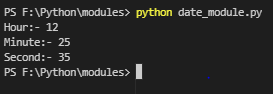 PS F:\Python\modules> python date_module.py
Hour:- 12
Minute:- 25
Second:- 35
PS F:\Python\modules>